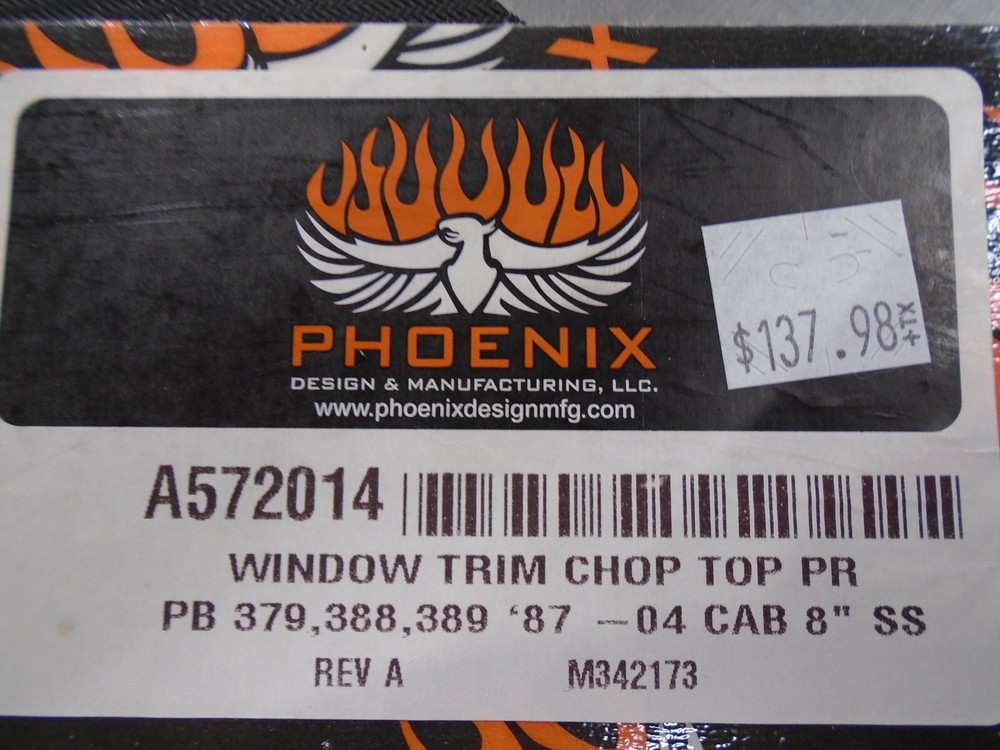 PHOENIX
DESIGN & MANUFACTURING, LLC.
www.phoenixdesignmfg.com
$137.98+TX
A572014
WINDOW TRIM CHOP TOP PR
PB 379,388,389 ‘87 —04 CAB 8" SS
REV A M342173